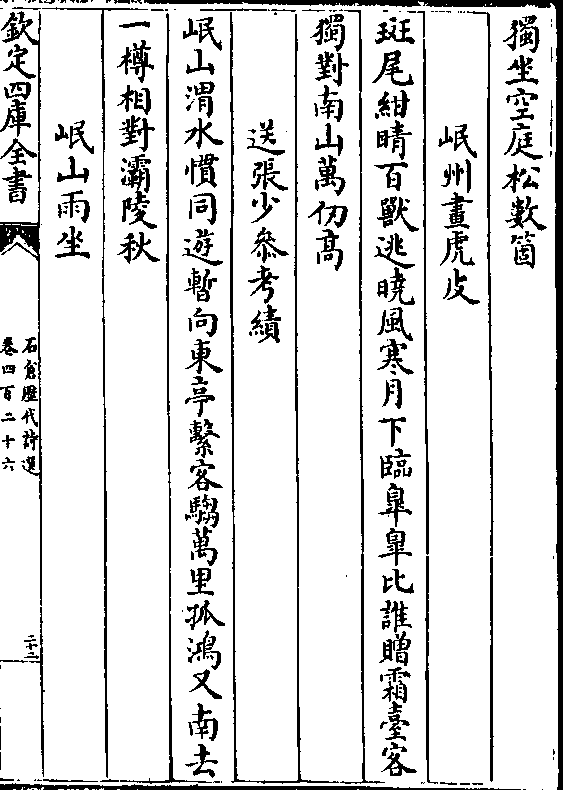 獨坐空庭松數箇
岷州畫虎皮
斑尾紺睛百獸逃曉風寒月下臨臯臯比誰贈霜臺客
獨對南山萬仞髙
送張少叅考績
岷山渭水慣同遊暫向東亭繫客騶萬里孤鴻又南去
一樽相對灞陵秋
岷山雨坐
欽定四庫全書
石倉歴代詩選
卷四百二十六
二十二